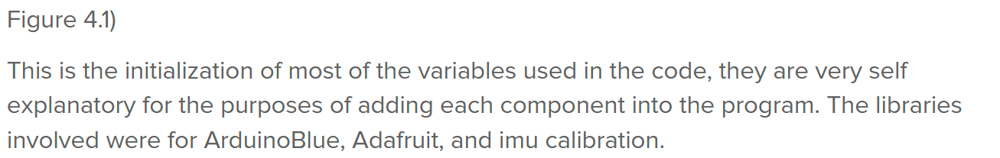 Figure 4.1)
This is the initialization of most of the variables used in the code, they are very self
explanatory for the purposes of adding each component into the program. The libraries
involved were for ArduinoBlue, Adafruit, and imu calibration.